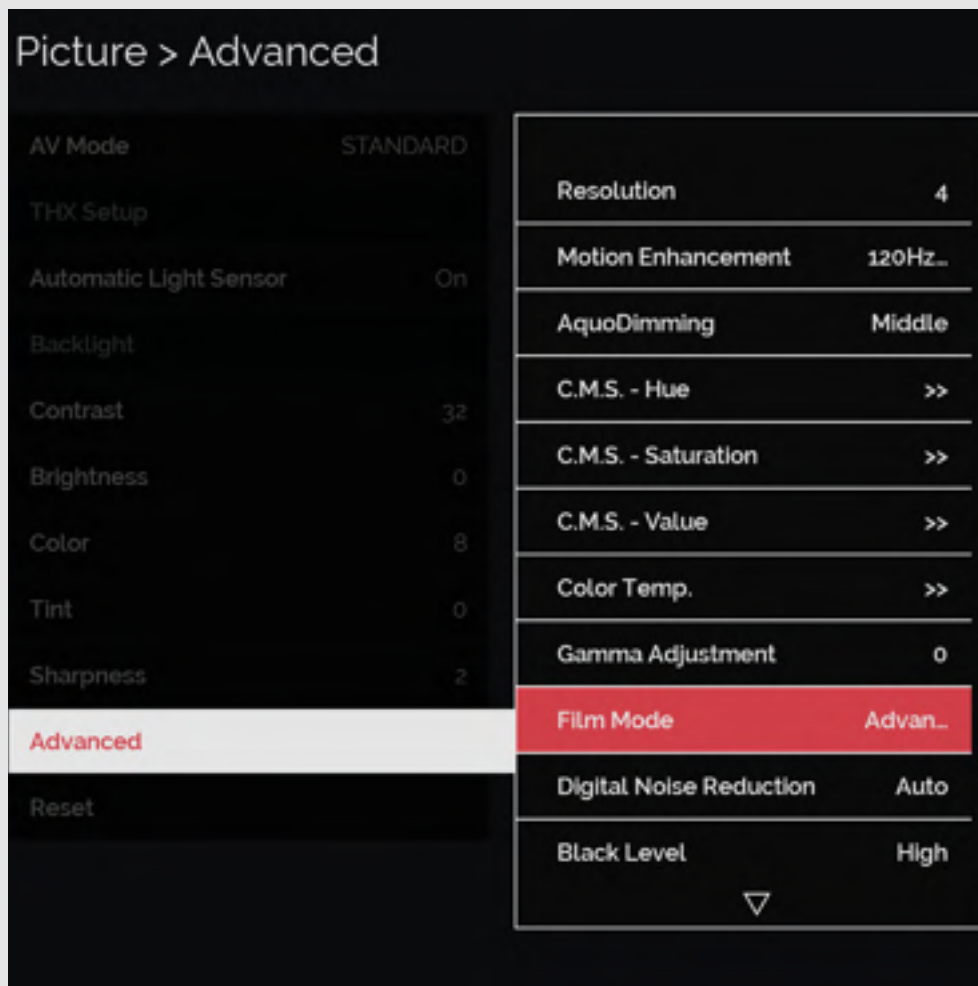 Picture > Advanced
AV Mode STANDARD
THX Setup
Automatic Light Sensor On
Backlight
Contrast 32
Brightness 0
Color 8
Tint 0
Sharpness 2
Advanced
Reset
Resolution 4
Motion Enhancement 120Hz...
AquoDimming Middle
C.M.S. - Hue >>
C.M.S. - Saturation >>
C.M.S. - Value >>
Color Temp. >>
Gamma Adjustment 0
Film Mode Advan...
Digital Noise Reduction Auto
Black Level High